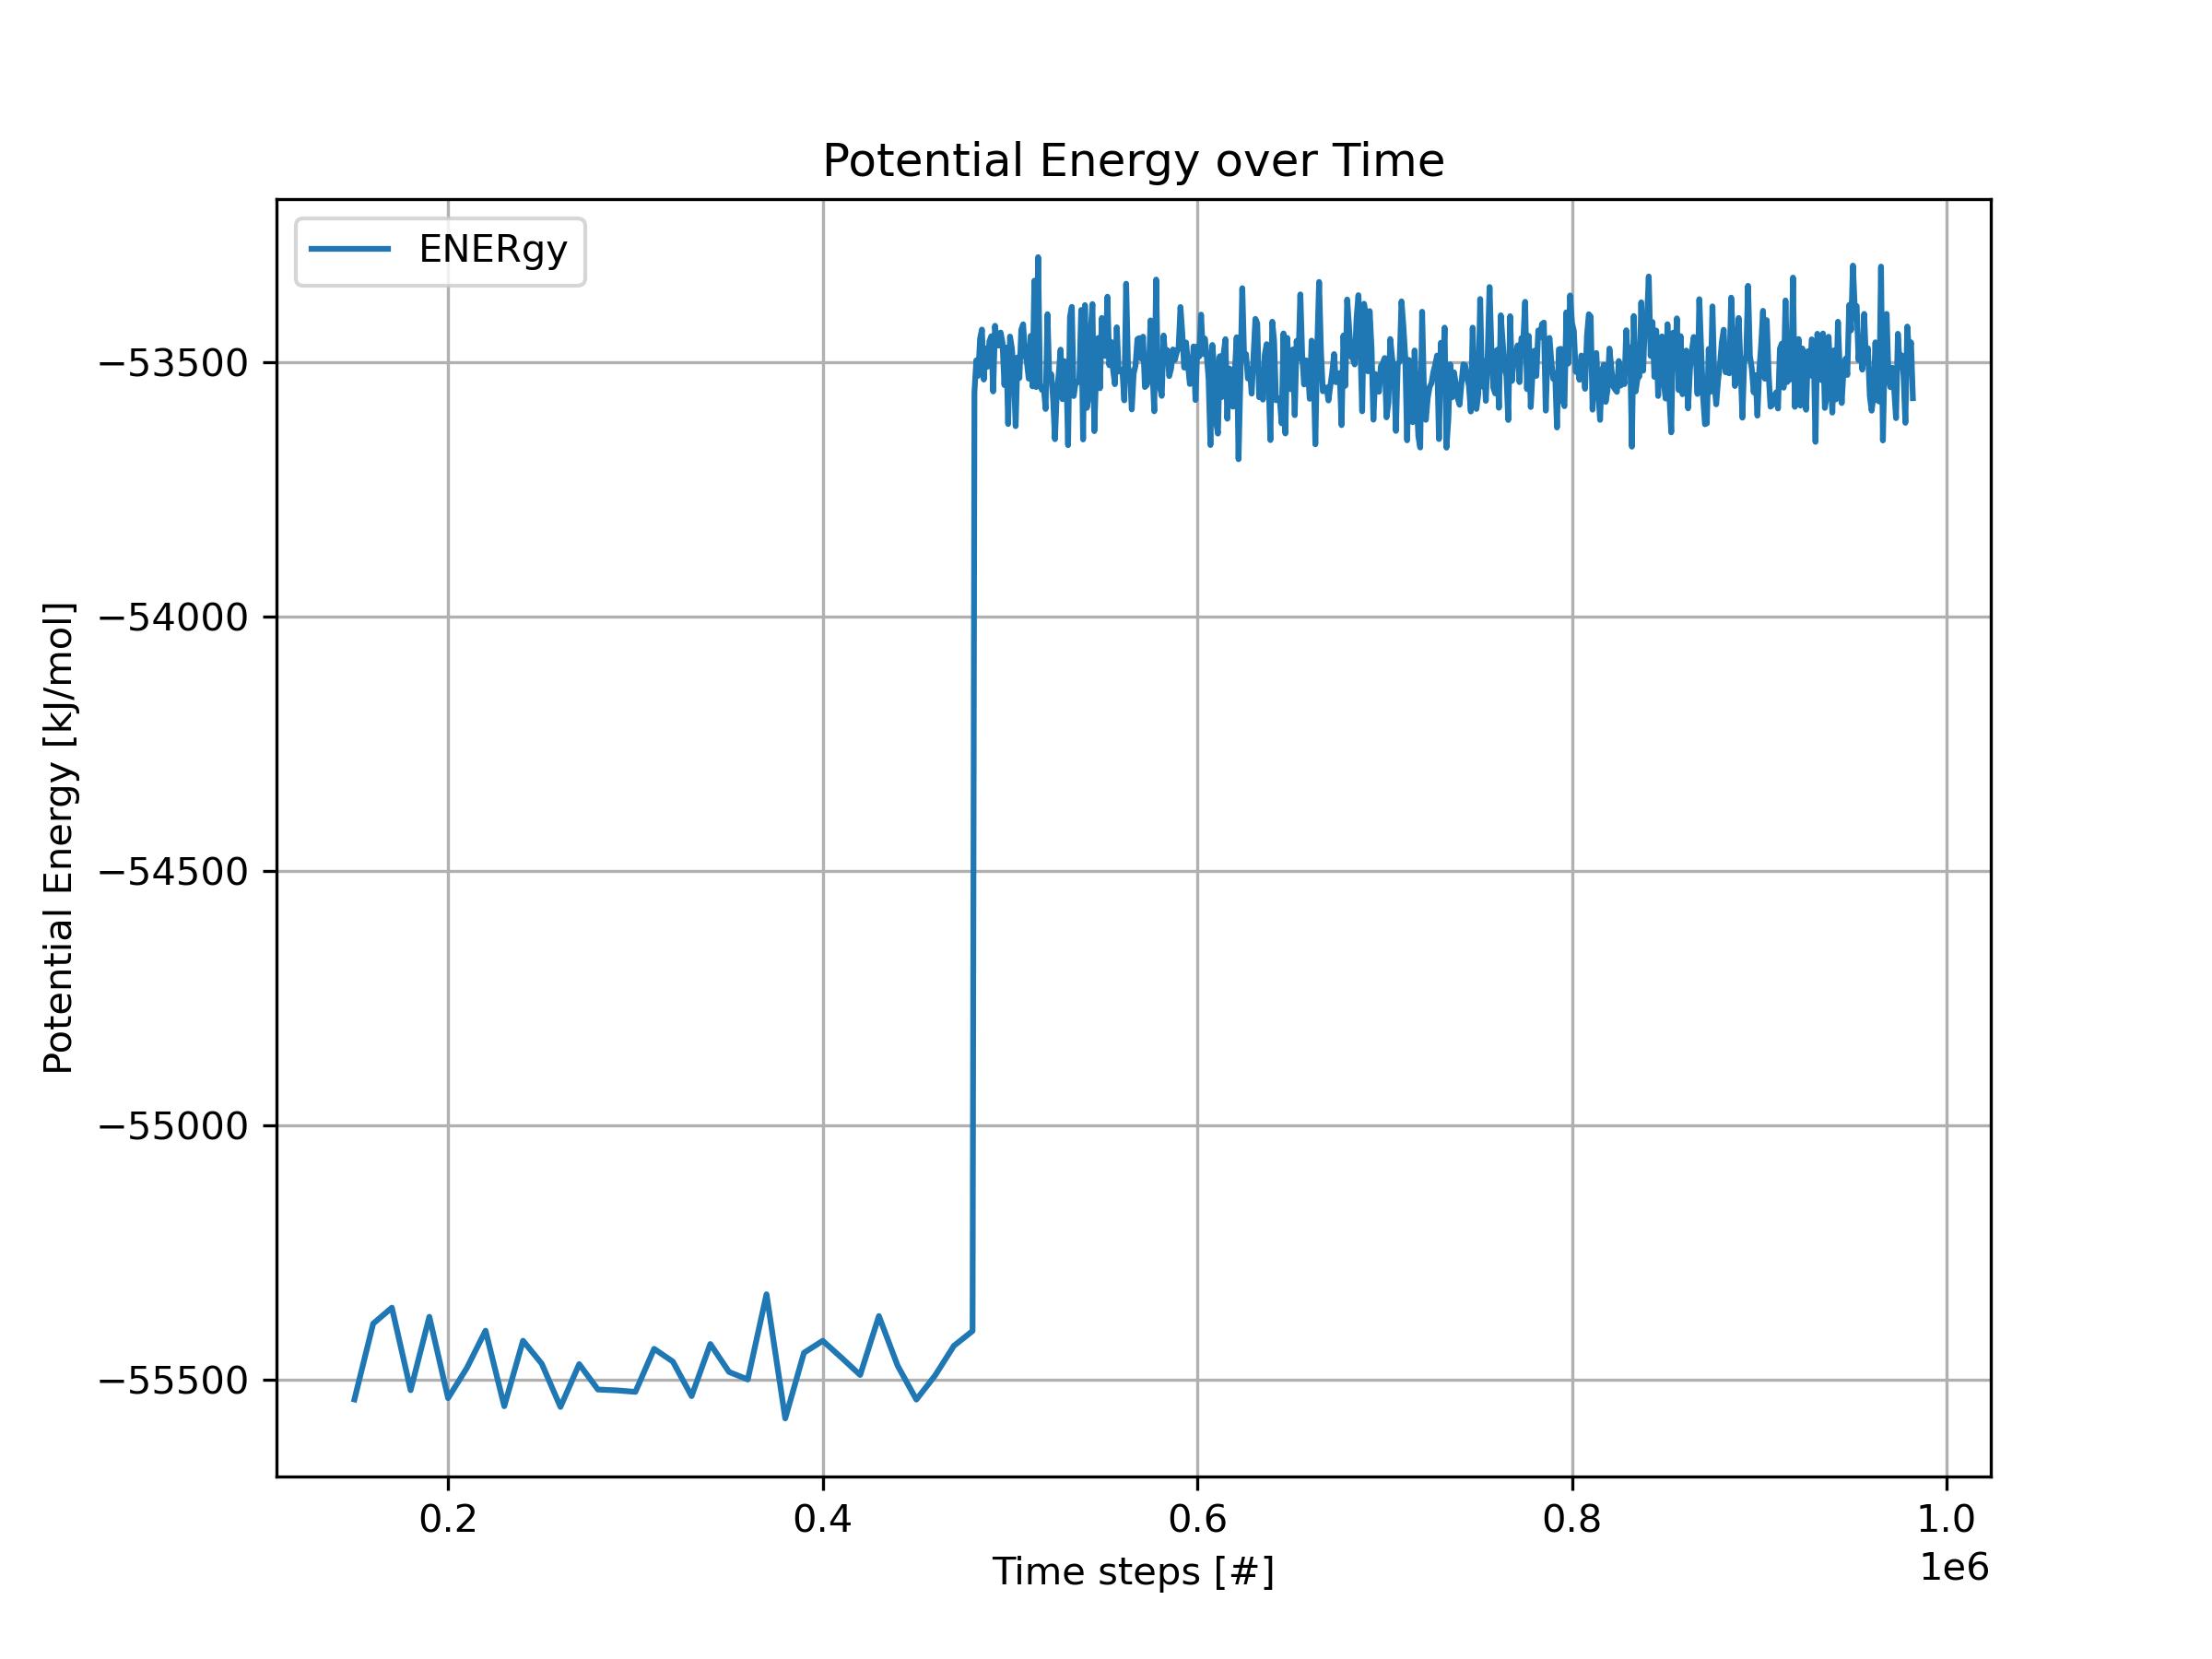 Potential Energy over Time
ENERgy
Potential Energy [kJ/mol]
−53500
−54000
−54500
−55000
−55500
0.2 0.4 0.6 0.8 1.0
1e6
Time steps [#]